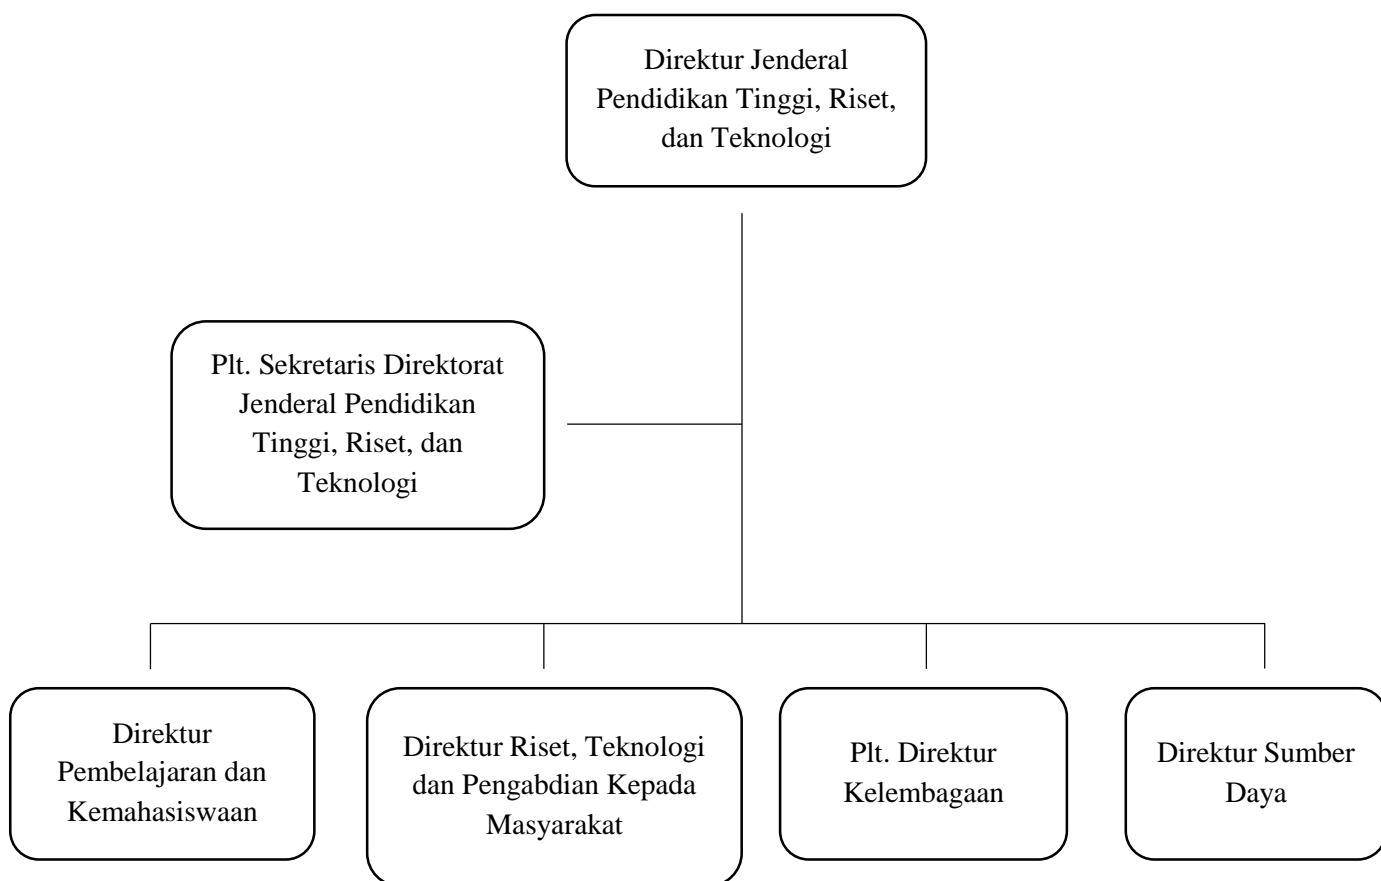 Direktur Jenderal
Pendidikan Tinggi, Riset,
dan Teknologi
Plt. Sekretaris Direktorat
Jenderal Pendidikan
Tinggi, Riset, dan
Teknologi
Direktur
Pembelajaran dan
Kemahasiswaan
Direktur Riset, Teknologi
dan Pengabdian Kepada
Masyarakat
Plt. Direktur
Kelembagaan
Direktur Sumber
Daya